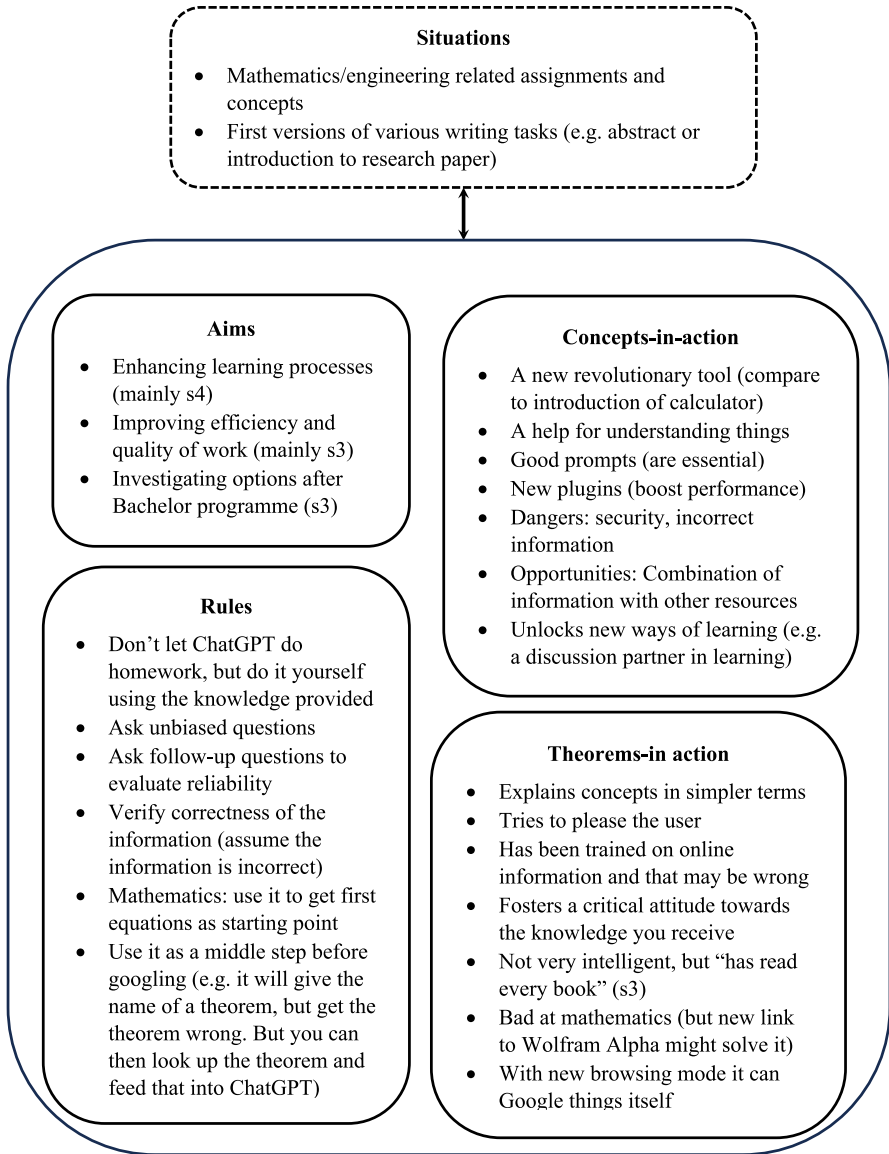 Situations
• Mathematics/engineering related assignments and
concepts
• First versions of various writing tasks (e.g. abstract or
introduction to research paper)
Aims
• Enhancing learning processes
(mainly s4)
• Improving efficiency and
quality of work (mainly s3)
• Investigating options after
Bachelor programme (s3)
Rules
• Don’t let ChatGPT do
homework, but do it yourself
using the knowledge provided
• Ask unbiased questions
• Ask follow-up questions to
evaluate reliability
• Verify correctness of the
information (assume the
information is incorrect)
• Mathematics: use it to get first
equations as starting point
• Use it as a middle step before
googling (e.g. it will give the
name of a theorem, but get the
theorem wrong. But you can
then look up the theorem and
feed that into ChatGPT)
Concepts-in-action
• A new revolutionary tool (compare
to introduction of calculator)
• A help for understanding things
• Good prompts (are essential)
• New plugins (boost performance)
• Dangers: security, incorrect
information
• Opportunities: Combination of
information with other resources
• Unlocks new ways of learning (e.g.
a discussion partner in learning)
Theorems-in action
• Explains concepts in simpler terms
• Tries to please the user
• Has been trained on online
information and that may be wrong
• Fosters a critical attitude towards
the knowledge you receive
• Not very intelligent, but “has read
every book” (s3)
• Bad at mathematics (but new link
to Wolfram Alpha might solve it)
• With new browsing mode it can
Google things itself